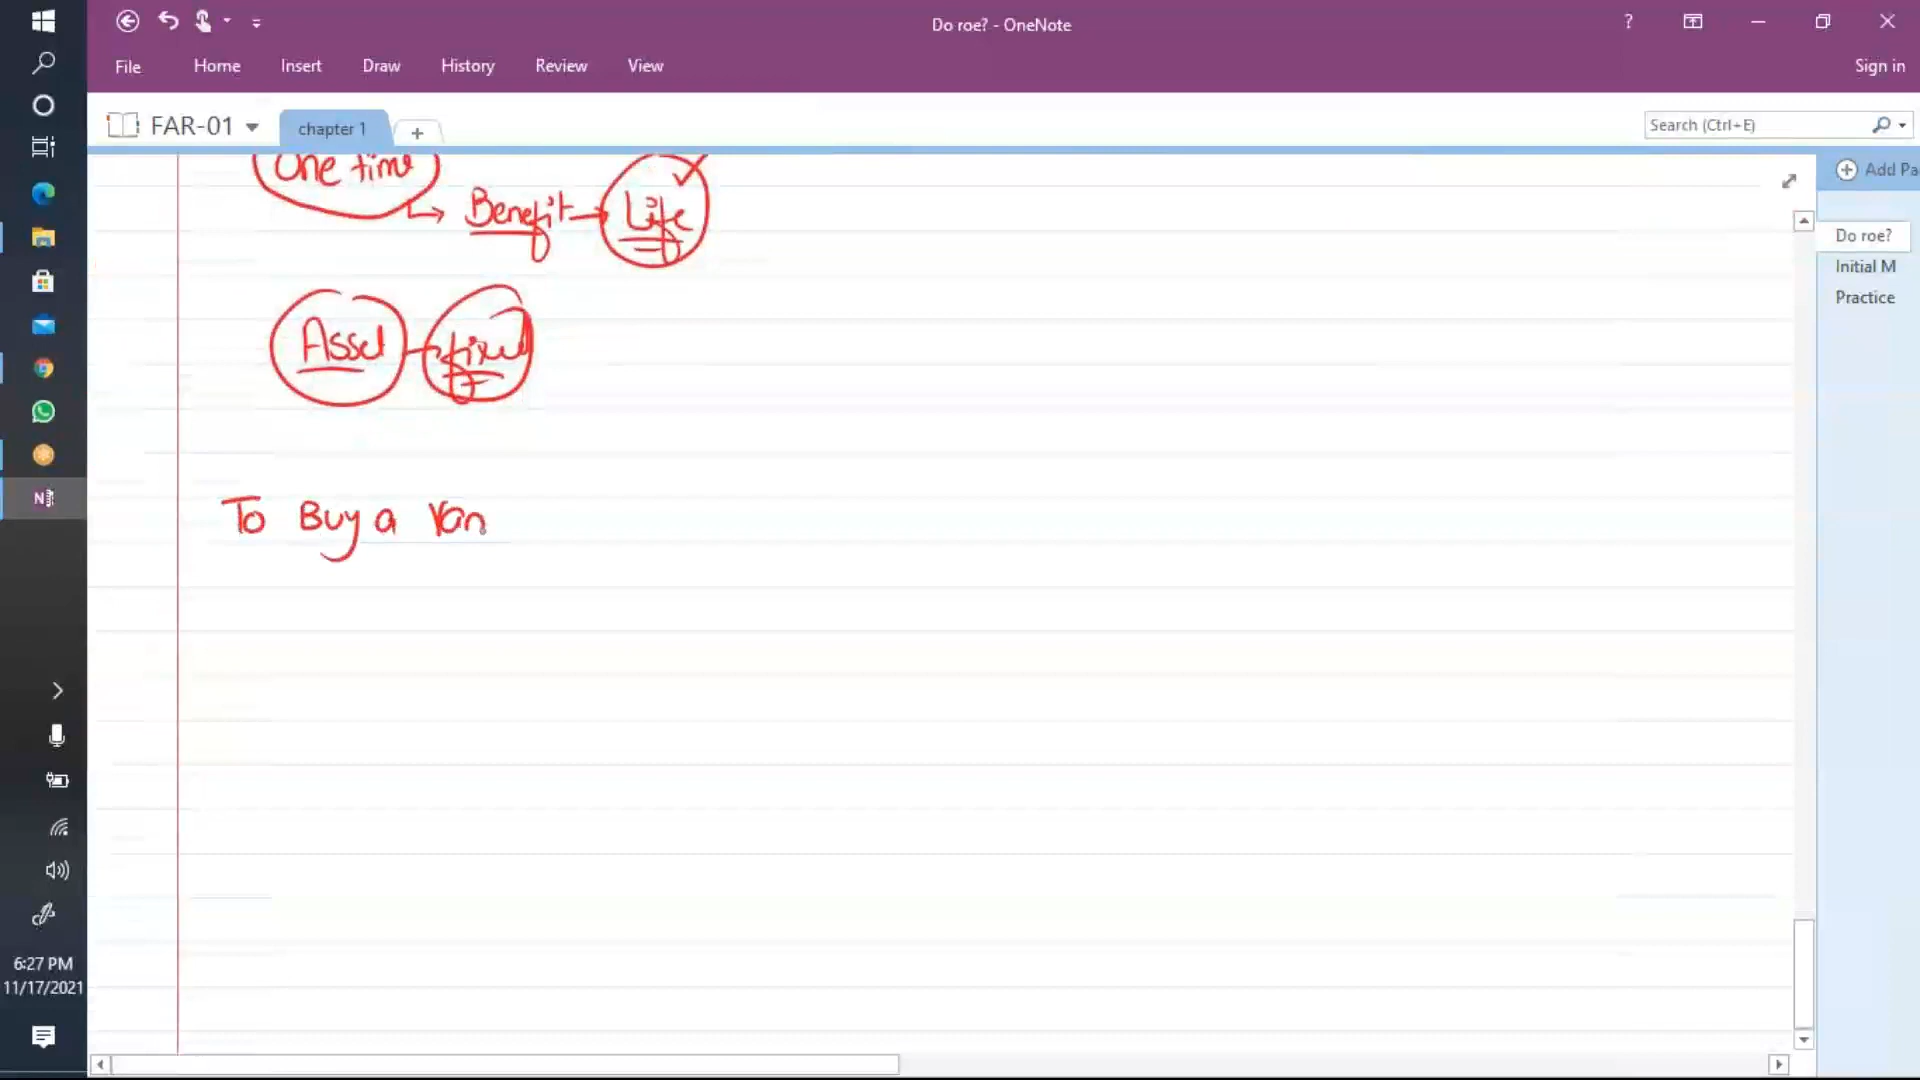 Do roe? - OneNote
?
File Home Insert Draw History Review View
Sign in
FAR-01 chapter 1 +
Search (Ctrl+E)
Add Pa
One time
Benefit → Life
Do roe?
Initial M
Practice
Asset → fixed
To Buy a Van
N
6:27 PM
11/17/2021